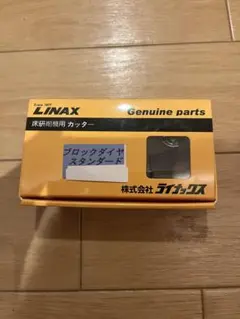 Since 1977
LINAX
Genuine parts
床研削機用 カッター
ブロックダイヤ
スタンダード
株式会社 ライナックス